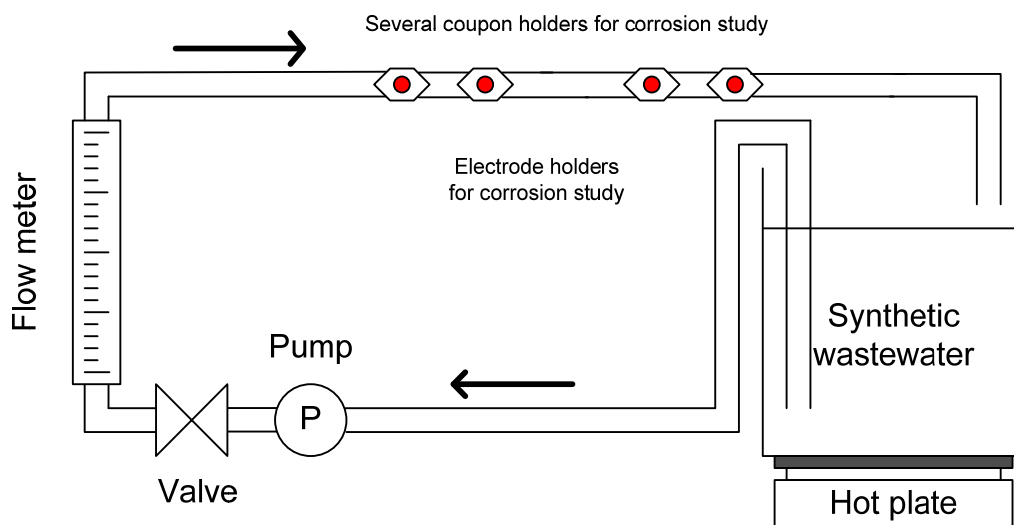 Several coupon holders for corrosion study
Electrode holders
for corrosion study
Flow meter
Pump
P
Valve
Synthetic
wastewater
Hot plate